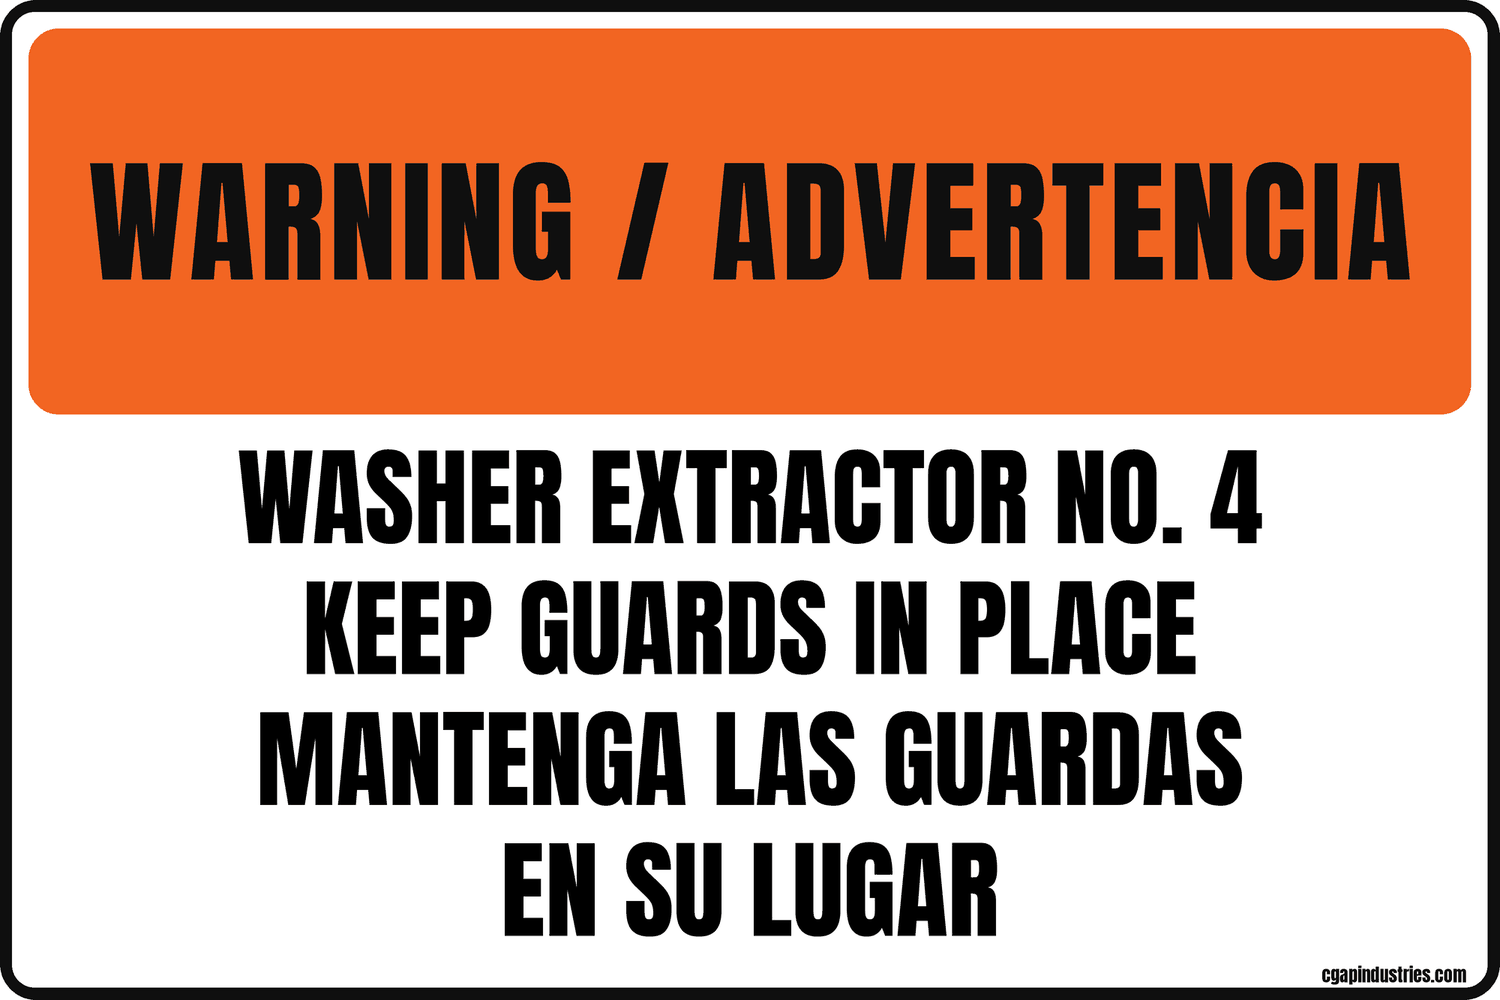 WARNING / ADVERTENCIA
WASHER EXTRACTOR NO. 4
KEEP GUARDS IN PLACE
MANTENGA LAS GUARDAS
EN SU LUGAR
cgapindustries.com